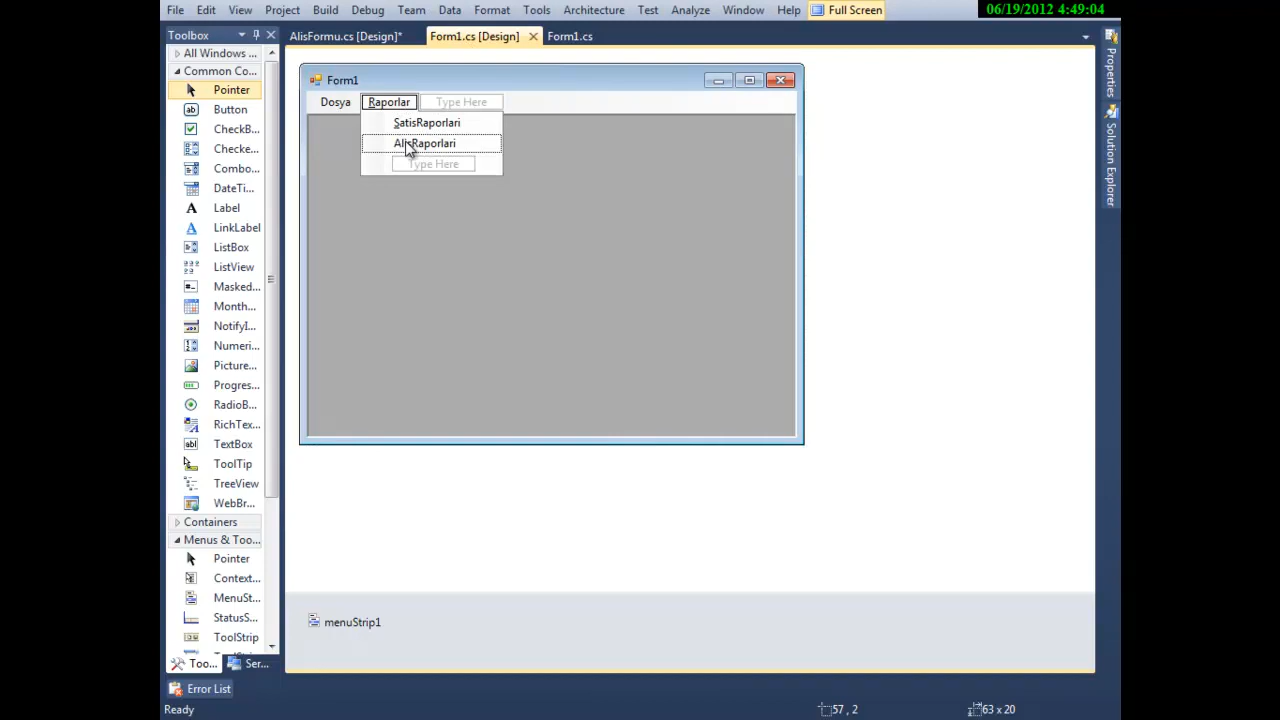 File Edit View Project Build Debug Team Data Format Tools Architecture Test Analyze Window Help Full Screen
06/19/2012 4:49:04
Toolbox
AlisFormu.cs [Design]* Form1.cs [Design] Form1.cs
All Windows ...
Common Co...
Pointer
Button
CheckB...
Checke...
Combo...
DateTi...
Label
LinkLabel
ListBox
ListView
Masked...
Month...
NotifyI...
Numeri...
Picture...
Progres...
RadioB...
RichTex...
TextBox
ToolTip
TreeView
WebBr...
Containers
Menus & Too...
Pointer
Context...
MenuSt...
StatusS...
ToolStrip
Too... Ser...
Form1
Dosya Raporlar Type Here
SatisRaporlari
AlisRaporlari
Type Here
menuStrip1
Properties
Solution Explorer
Error List
Ready 57 , 2 63 x 20